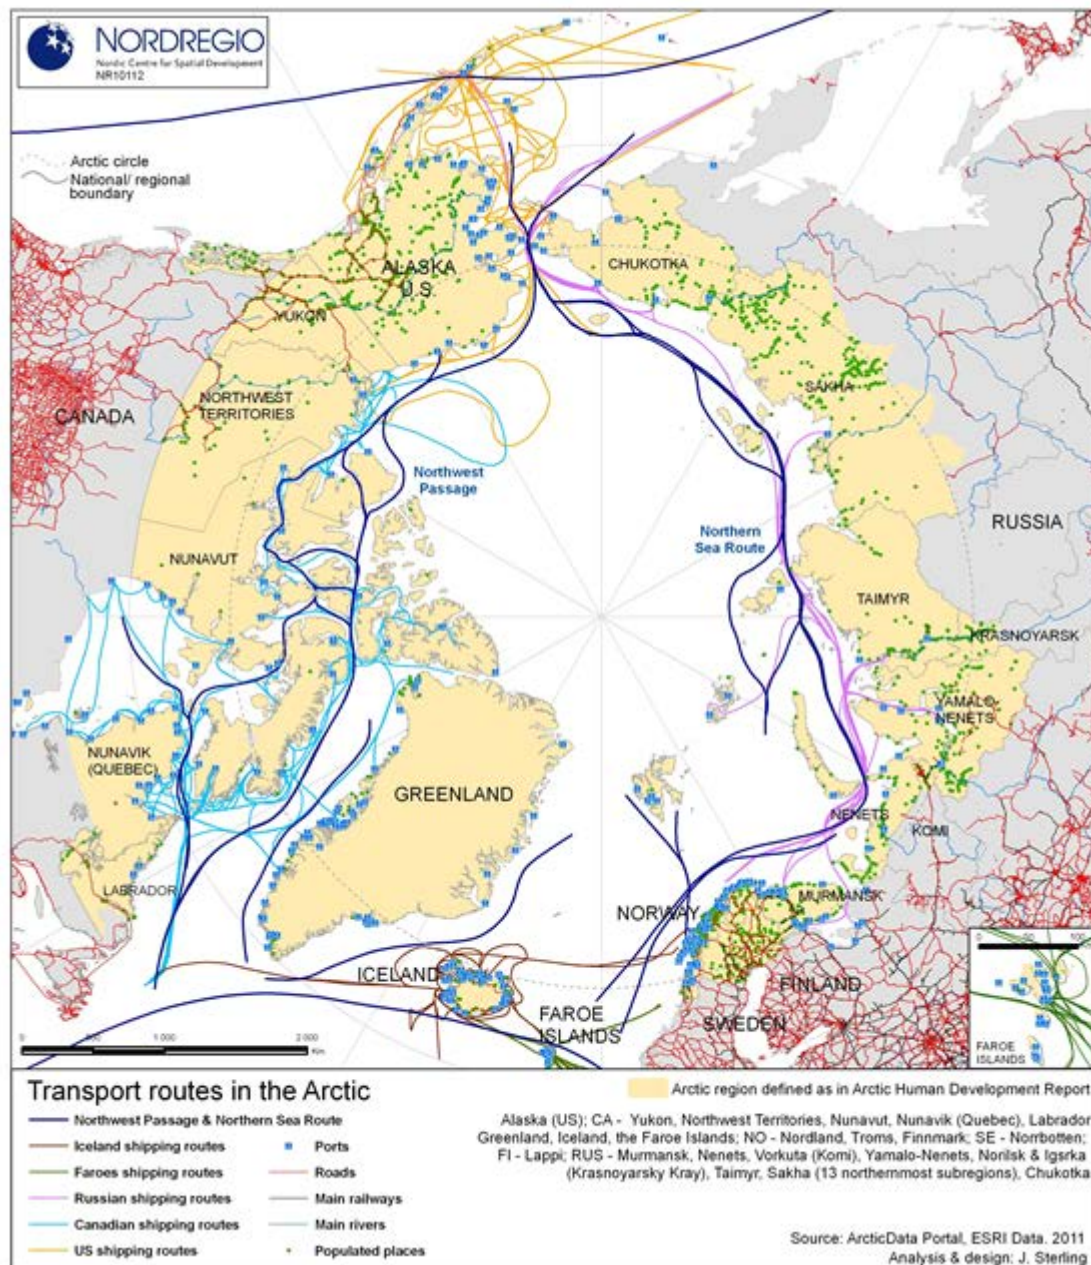 NORDREGIO
Nordic Centre for Spatial Development
NR10112
Arctic circle
National/ regional
boundary
ALASKA
U.S.
CHUKOTKA
YUKON
SAKHA
NORTHWEST
TERRITORIES
CANADA
Northwest
Passage
Northern
Sea Route
RUSSIA
NUNAVUT
TAIMYR
KRASNOYARSK
YAMALO-
NENETS
NUNAVIK
(QUEBEC)
GREENLAND
NENETS
KOMI
LABRADOR
MURMANSK
NORWAY
ICELAND
FINLAND
FAROE
ISLANDS
SWEDEN
FAROE
ISLANDS
0 500 1 000 2 000
Km
Transport routes in the Arctic
Northwest Passage & Northern Sea Route
Iceland shipping routes
Faroes shipping routes
Russian shipping routes
Canadian shipping routes
US shipping routes
Ports
Roads
Main railways
Main rivers
Populated places
Arctic region defined as in Arctic Human Development Report
Alaska (US); CA - Yukon, Northwest Territories, Nunavut, Nunavik (Quebec), Labrador
Greenland, Iceland, the Faroe Islands; NO - Nordland, Troms, Finnmark; SE - Norrbotten;
FI - Lappi; RUS - Murmansk, Nenets, Vorkuta (Komi), Yamalo-Nenets, Norilsk & Igsrka
(Krasnoyarsky Kray), Taimyr, Sakha (13 northernmost subregions), Chukotka
Source: ArcticData Portal, ESRI Data. 2011
Analysis & design: J. Sterling